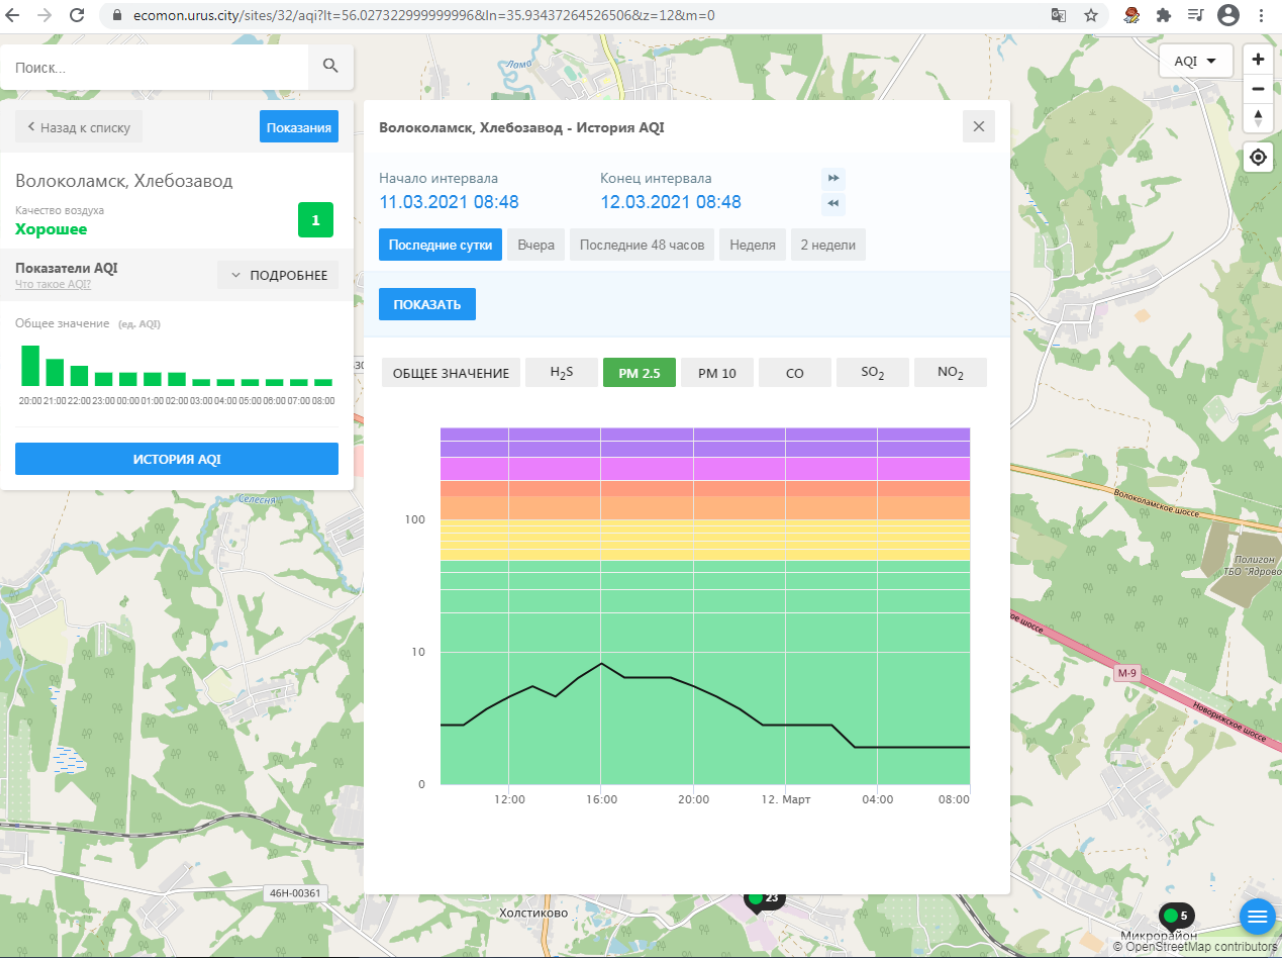 ecomon.urus.city/sites/32/aqi?lt=56.027322999999996&ln=35.93437264526506&z=12&m=0
Поиск...
AQI
Назад к списку
Показания
Волоколамск, Хлебозавод
Качество воздуха
Хорошее
1
Показатели AQI
Что такое AQI?
ПОДРОБНЕЕ
Общее значение (ед. AQI)
20:00 21:00 22:00 23:00 00:00 01:00 02:00 03:00 04:00 05:00 06:00 07:00 08:00
ИСТОРИЯ AQI
Волоколамск, Хлебозавод - История AQI
Начало интервала
Конец интервала
11.03.2021 08:48
12.03.2021 08:48
Последние сутки
Вчера
Последние 48 часов
Неделя
2 недели
ПОКАЗАТЬ
ОБЩЕЕ ЗНАЧЕНИЕ
H2S
PM 2.5
PM 10
CO
SO2
NO2
100
10
0
12:00
16:00
20:00
12. Март
04:00
08:00
Лама
Селесня
Волоколамское шоссе
Полигон
ТБО "Ядрово
ое шоссе
М-9
Новорижское шоссе
46Н-00361
Холстиково
23
5
Микрорайон
© OpenStreetMap contributors